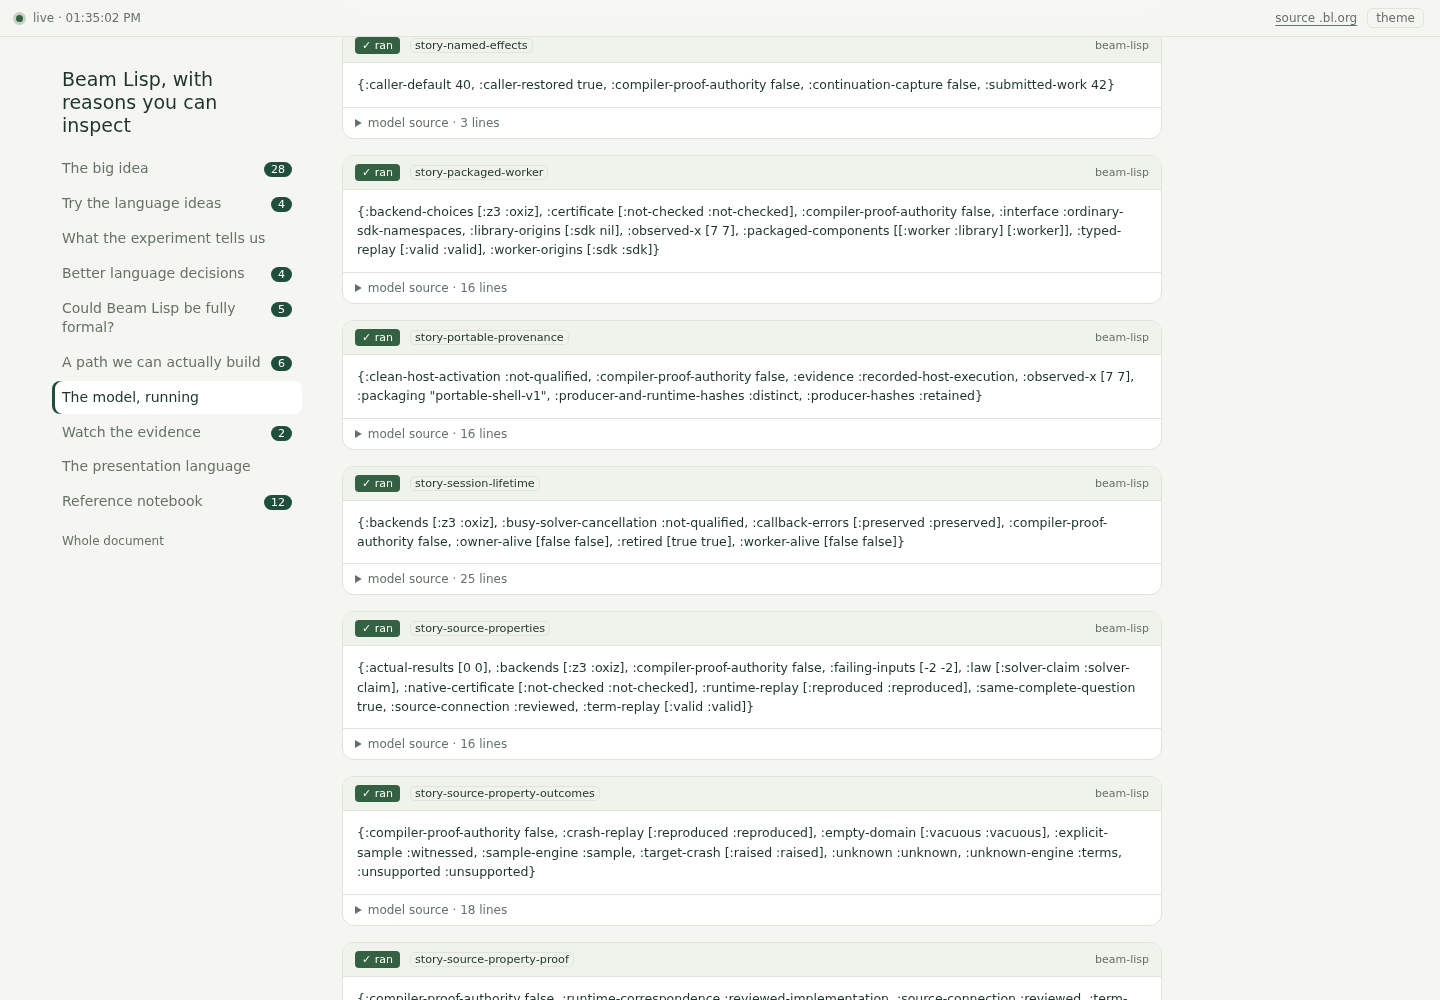 live · 01:35:02 PM
source .bl.org
theme
Beam Lisp, with
reasons you can
inspect
The big idea
28
Try the language ideas
4
What the experiment tells us
Better language decisions
4
Could Beam Lisp be fully
formal?
5
A path we can actually build
6
The model, running
Watch the evidence
2
The presentation language
Reference notebook
12
Whole document
✓ ran
story-named-effects
beam-lisp
{:caller-default 40, :caller-restored true, :compiler-proof-authority false, :continuation-capture false, :submitted-work 42}
▶ model source · 3 lines
✓ ran
story-packaged-worker
beam-lisp
{:backend-choices [:z3 :oxiz], :certificate [:not-checked :not-checked], :compiler-proof-authority false, :interface :ordinary-
sdk-namespaces, :library-origins [:sdk nil], :observed-x [7 7], :packaged-components [[:worker :library] [:worker]], :typed-
replay [:valid :valid], :worker-origins [:sdk :sdk]}
▶ model source · 16 lines
✓ ran
story-portable-provenance
beam-lisp
{:clean-host-activation :not-qualified, :compiler-proof-authority false, :evidence :recorded-host-execution, :observed-x [7 7],
:packaging "portable-shell-v1", :producer-and-runtime-hashes :distinct, :producer-hashes :retained}
▶ model source · 16 lines
✓ ran
story-session-lifetime
beam-lisp
{:backends [:z3 :oxiz], :busy-solver-cancellation :not-qualified, :callback-errors [:preserved :preserved], :compiler-proof-
authority false, :owner-alive [false false], :retired [true true], :worker-alive [false false]}
▶ model source · 25 lines
✓ ran
story-source-properties
beam-lisp
{:actual-results [0 0], :backends [:z3 :oxiz], :compiler-proof-authority false, :failing-inputs [-2 -2], :law [:solver-claim :solver-
claim], :native-certificate [:not-checked :not-checked], :runtime-replay [:reproduced :reproduced], :same-complete-question
true, :source-connection :reviewed, :term-replay [:valid :valid]}
▶ model source · 16 lines
✓ ran
story-source-property-outcomes
beam-lisp
{:compiler-proof-authority false, :crash-replay [:reproduced :reproduced], :empty-domain [:vacuous :vacuous], :explicit-
sample :witnessed, :sample-engine :sample, :target-crash [:raised :raised], :unknown :unknown, :unknown-engine :terms,
:unsupported :unsupported}
▶ model source · 18 lines
✓ ran
story-source-property-proof
beam-lisp
{:compiler-proof-authority false, :runtime-correspondence :reviewed-implementation, :source-connection :reviewed, :term-